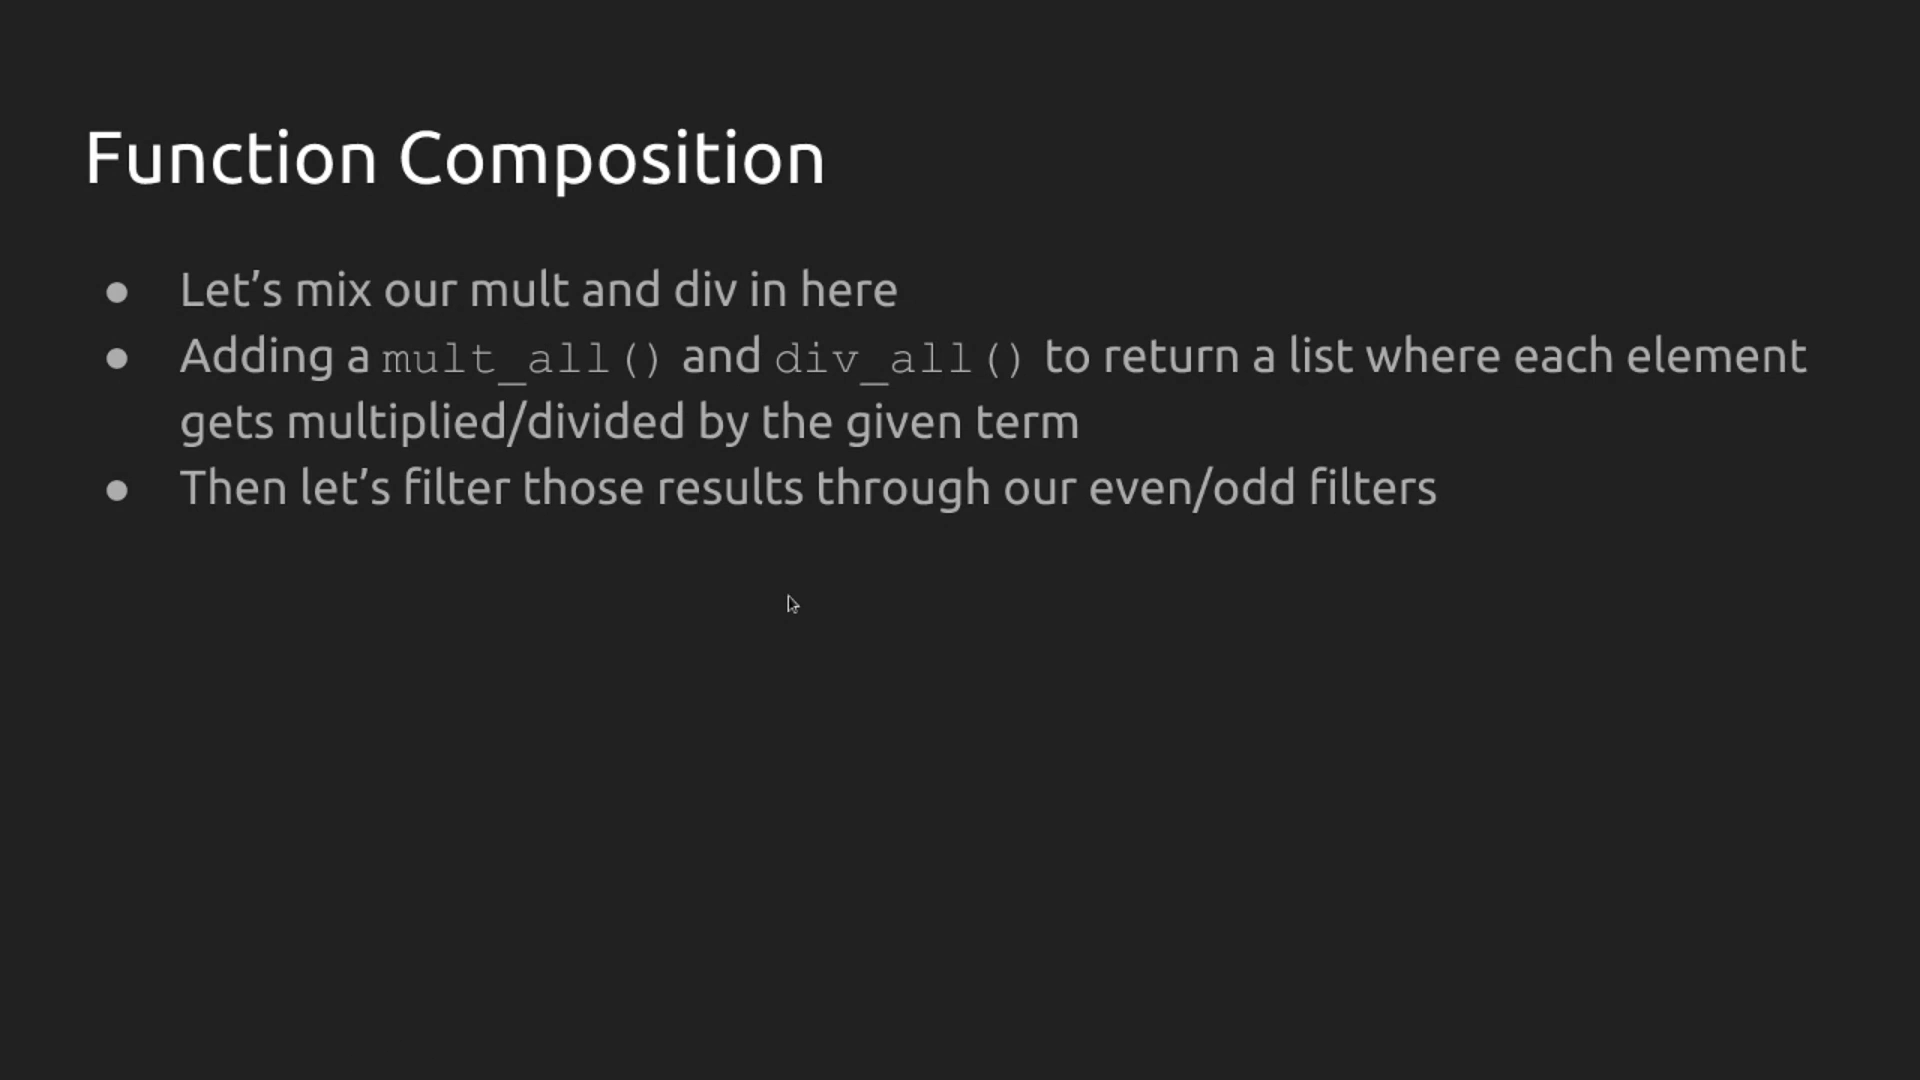 Function Composition
● Let’s mix our mult and div in here
● Adding a mult_all() and div_all() to return a list where each element
gets multiplied/divided by the given term
● Then let’s filter those results through our even/odd filters